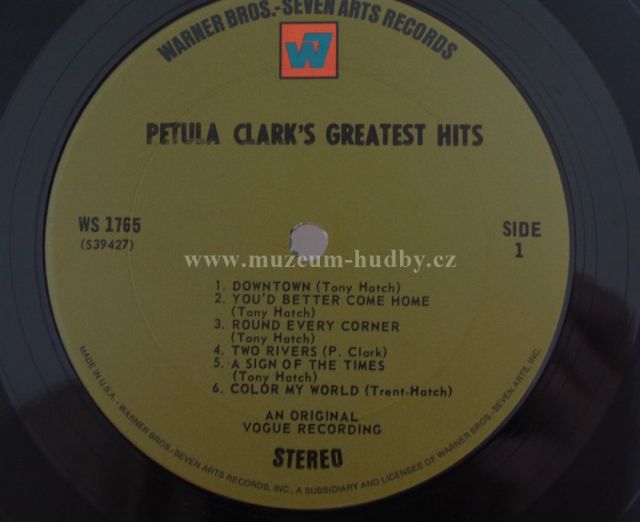 WARNER BROS.-SEVEN ARTS RECORDS
W7
PETULA CLARK'S GREATEST HITS
WS 1765
(S39427)
SIDE
1
www.muzeum-hudby.cz
1. DOWNTOWN (Tony Hatch)
2. YOU'D BETTER COME HOME
(Tony Hatch)
3. ROUND EVERY CORNER
(Tony Hatch)
4. TWO RIVERS (P. Clark)
5. A SIGN OF THE TIMES
(Tony Hatch)
6. COLOR MY WORLD (Trent-Hatch)
AN ORIGINAL
VOGUE RECORDING
STEREO
MADE IN U.S.A. • WARNER BROS.-SEVEN ARTS RECORDS, INC., A SUBSIDIARY AND LICENSEE OF WARNER BROS.-SEVEN ARTS, INC.